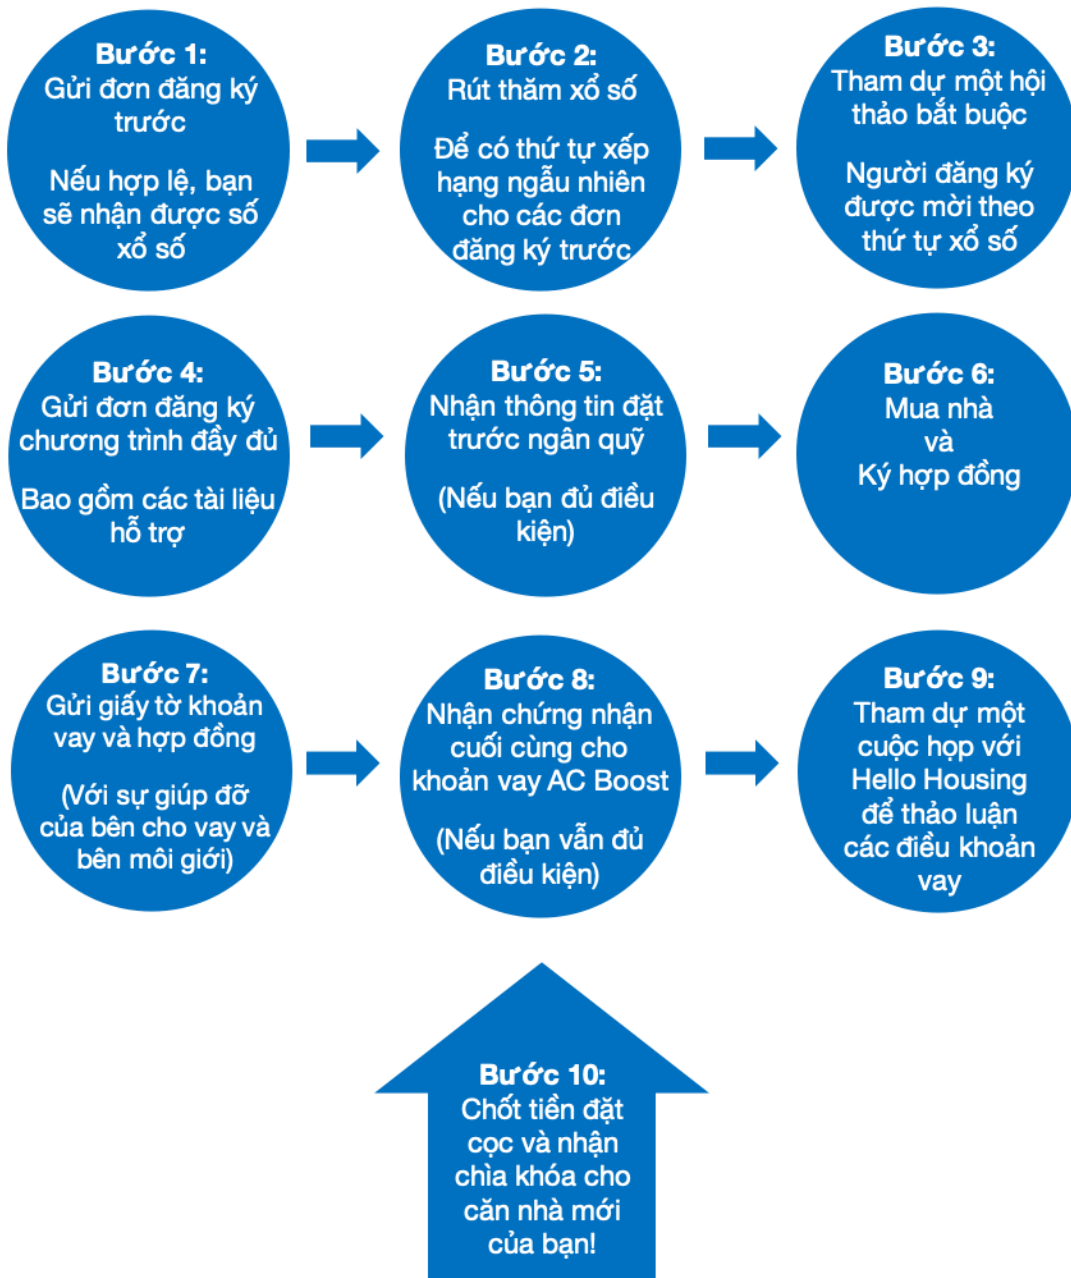 Bước 1:
Gửi đơn đăng ký
trước
Nếu hợp lệ, bạn
sẽ nhận được số
xổ số
Bước 2:
Rút thăm xổ số
Để có thứ tự xếp
hạng ngẫu nhiên
cho các đơn
đăng ký trước
Bước 3:
Tham dự một hội
thảo bắt buộc
Người đăng ký
được mời theo
thứ tự xổ số
Bước 4:
Gửi đơn đăng ký
chương trình đầy đủ
Bao gồm các tài liệu
hỗ trợ
Bước 5:
Nhận thông tin đặt
trước ngân quỹ
(Nếu bạn đủ điều
kiện)
Bước 6:
Mua nhà
và
Ký hợp đồng
Bước 7:
Gửi giấy tờ khoản
vay và hợp đồng
(Với sự giúp đỡ
của bên cho vay và
bên môi giới)
Bước 8:
Nhận chứng nhận
cuối cùng cho
khoản vay AC Boost
(Nếu bạn vẫn đủ
điều kiện)
Bước 9:
Tham dự một
cuộc họp với
Hello Housing
để thảo luận
các điều khoản
vay
Bước 10:
Chốt tiền đặt
cọc và nhận
chìa khóa cho
căn nhà mới
của bạn!